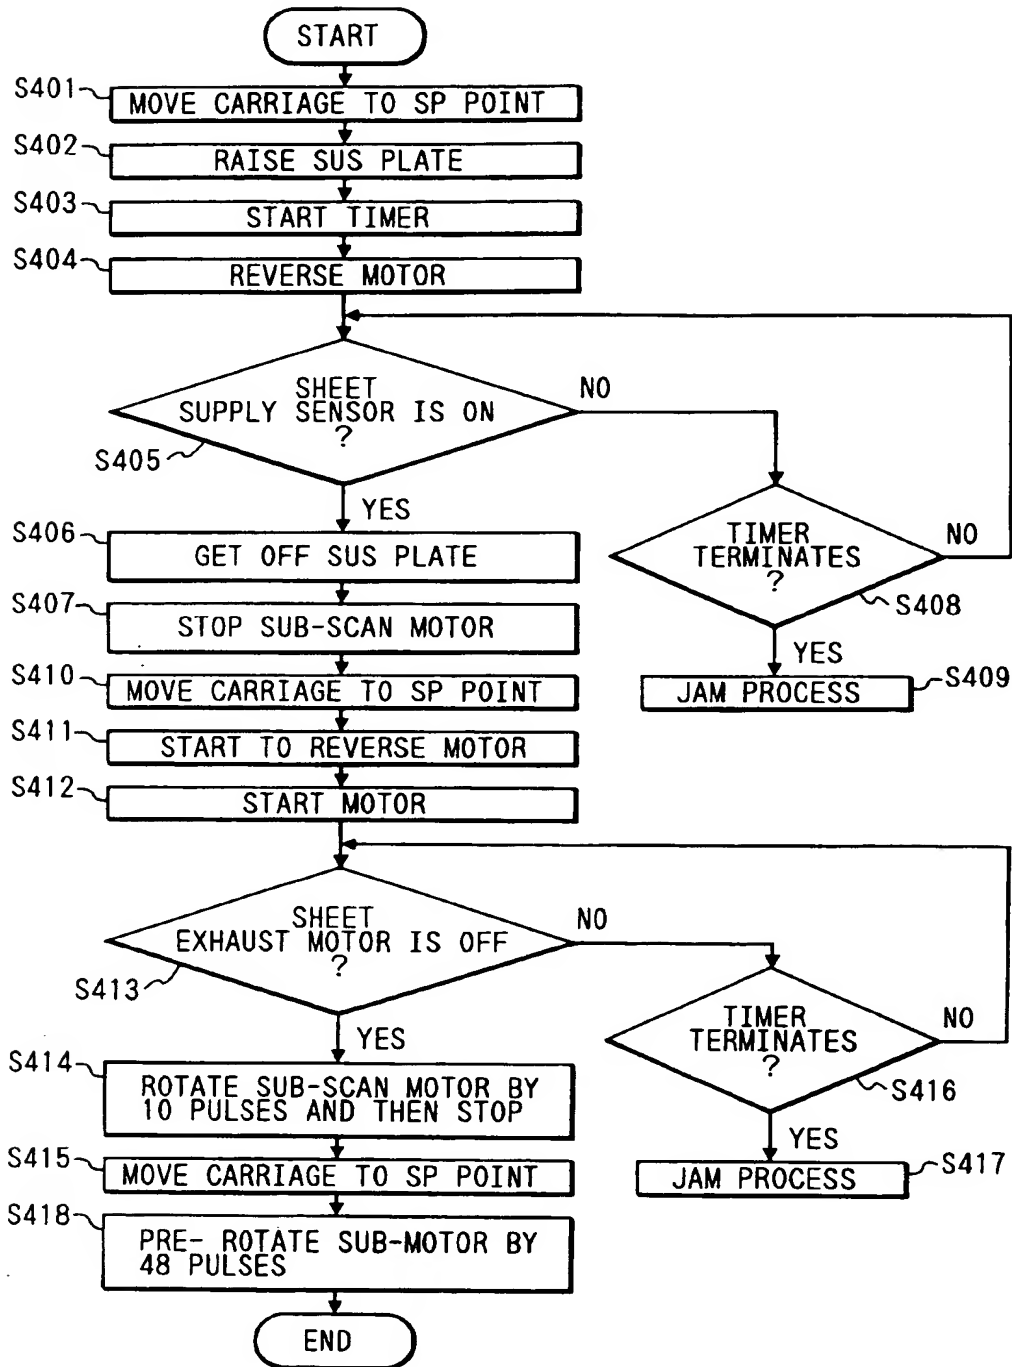 START
S401
MOVE CARRIAGE TO SP POINT
S402
RAISE SUS PLATE
S403
START TIMER
S404
REVERSE MOTOR
SHEET
SUPPLY SENSOR IS ON
?
NO
S405
YES
TIMER
TERMINATES
?
NO
S408
YES
JAM PROCESS
S409
S406
GET OFF SUS PLATE
S407
STOP SUB-SCAN MOTOR
S410
MOVE CARRIAGE TO SP POINT
S411
START TO REVERSE MOTOR
S412
START MOTOR
SHEET
EXHAUST MOTOR IS OFF
?
NO
S413
YES
TIMER
TERMINATES
?
NO
S416
YES
JAM PROCESS
S417
S414
ROTATE SUB-SCAN MOTOR BY
10 PULSES AND THEN STOP
S415
MOVE CARRIAGE TO SP POINT
S418
PRE- ROTATE SUB-MOTOR BY
48 PULSES
END